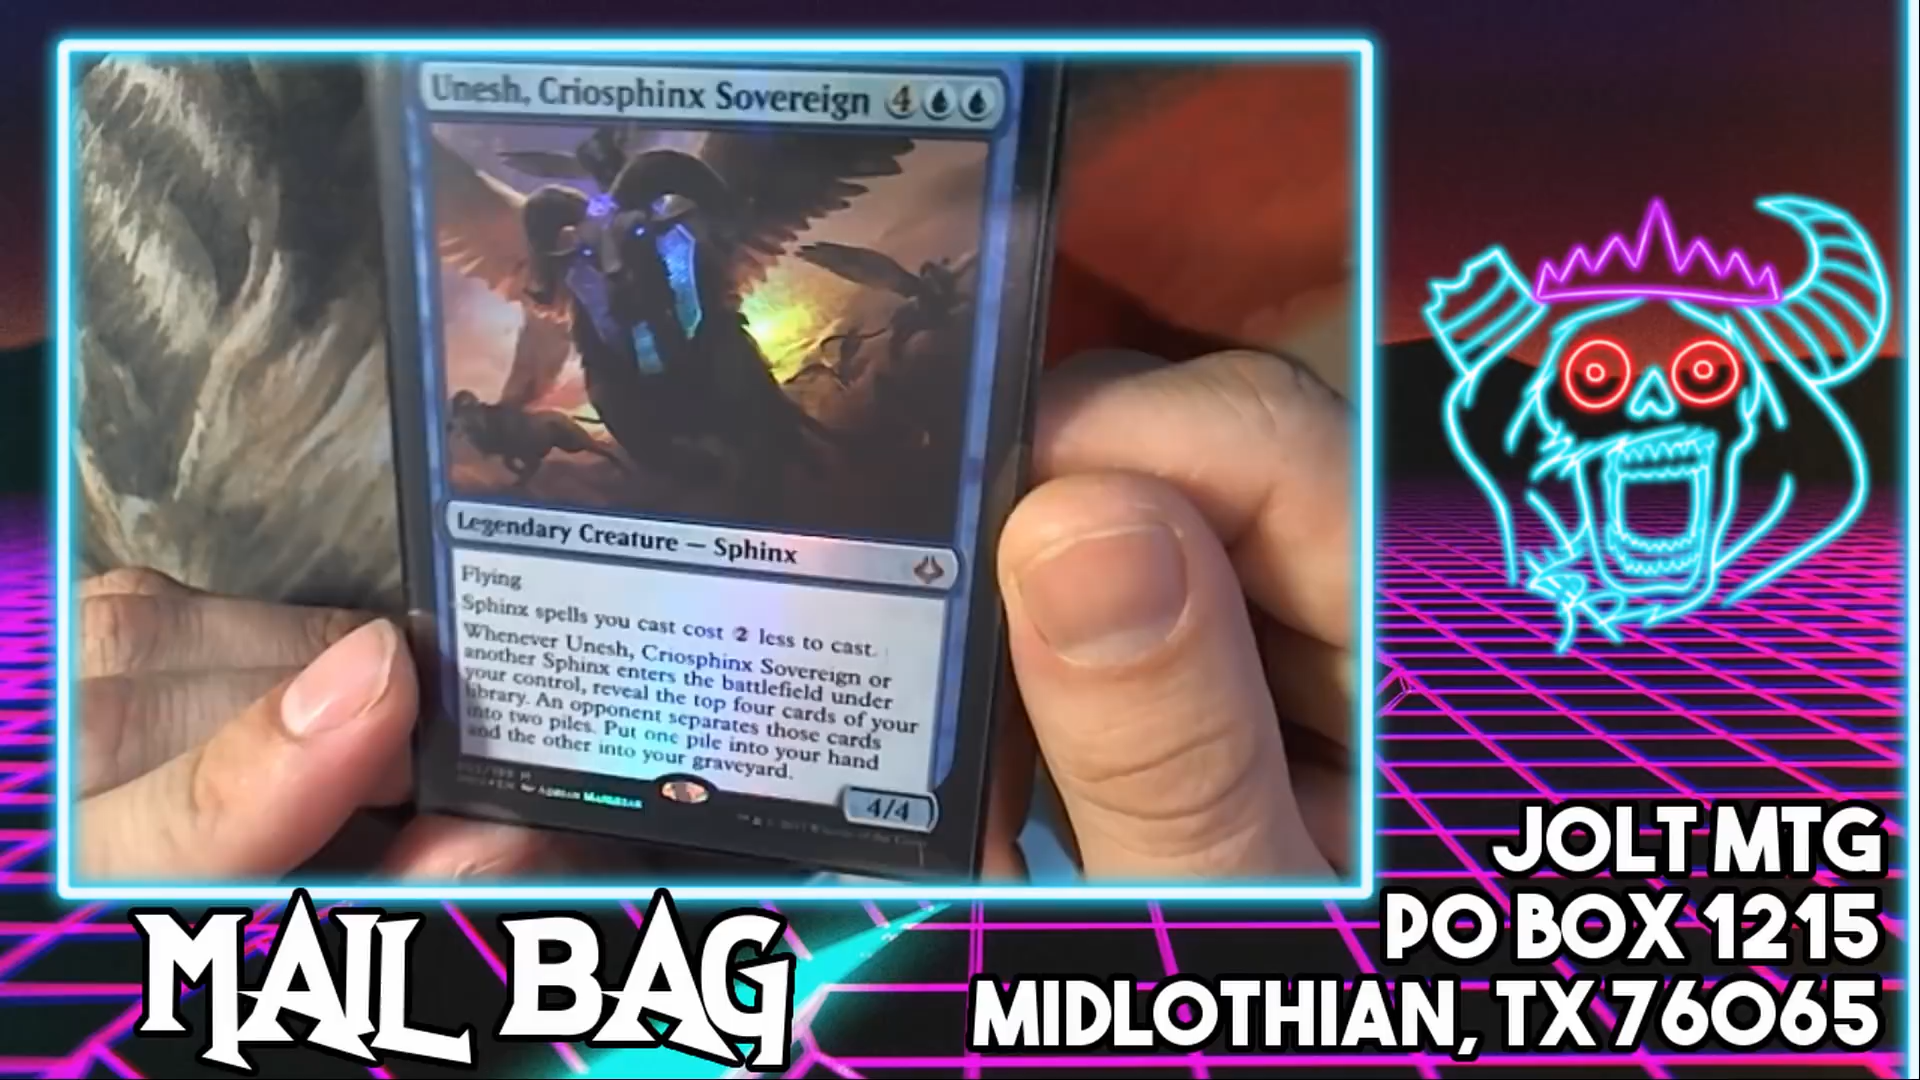 Unesh, Criosphinx Sovereign 4
Legendary Creature — Sphinx
Flying
Sphinx spells you cast cost 2 less to cast.
Whenever Unesh, Criosphinx Sovereign or
another Sphinx enters the battlefield under
your control, reveal the top four cards of your
library. An opponent separates those cards
into two piles. Put one pile into your hand
and the other into your graveyard.
4/4
MAIL BAG
JOLT MTG
PO BOX 1215
MIDLOTHIAN, TX 76065